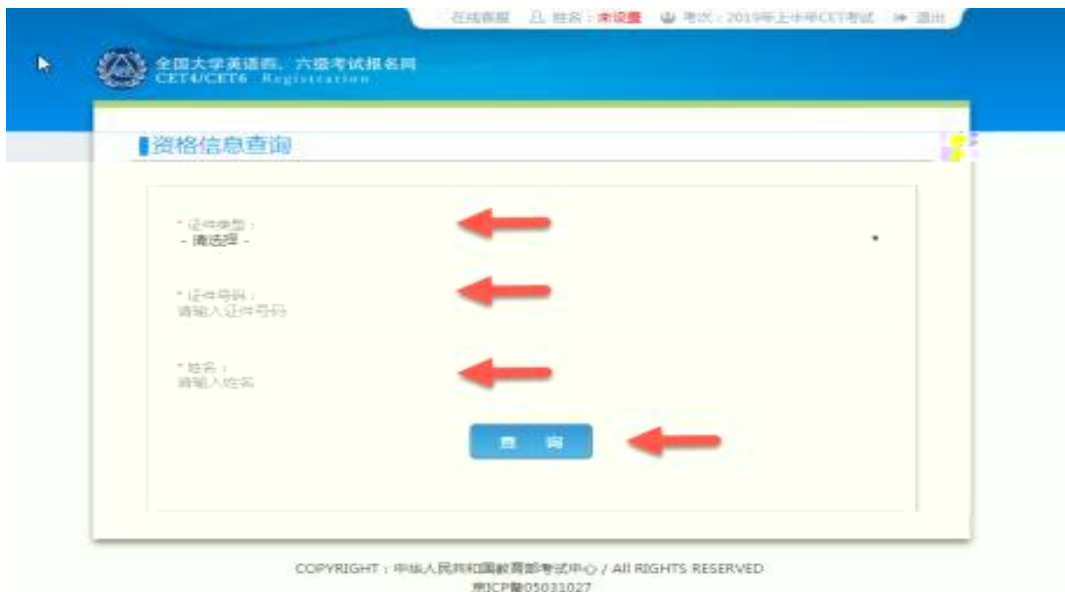 在线客服 姓名：未设置 考次：2019年上半年CET考试 退出
全国大学英语四、六级考试报名网
CET4/CET6 Registration
资格信息查询
* 证件类型：
- 请选择 -
* 证件号码：
请输入证件号码
* 姓名：
请输入姓名
查 询
COPYRIGHT：中华人民共和国教育部考试中心 / All RIGHTS RESERVED
京ICP备05031027